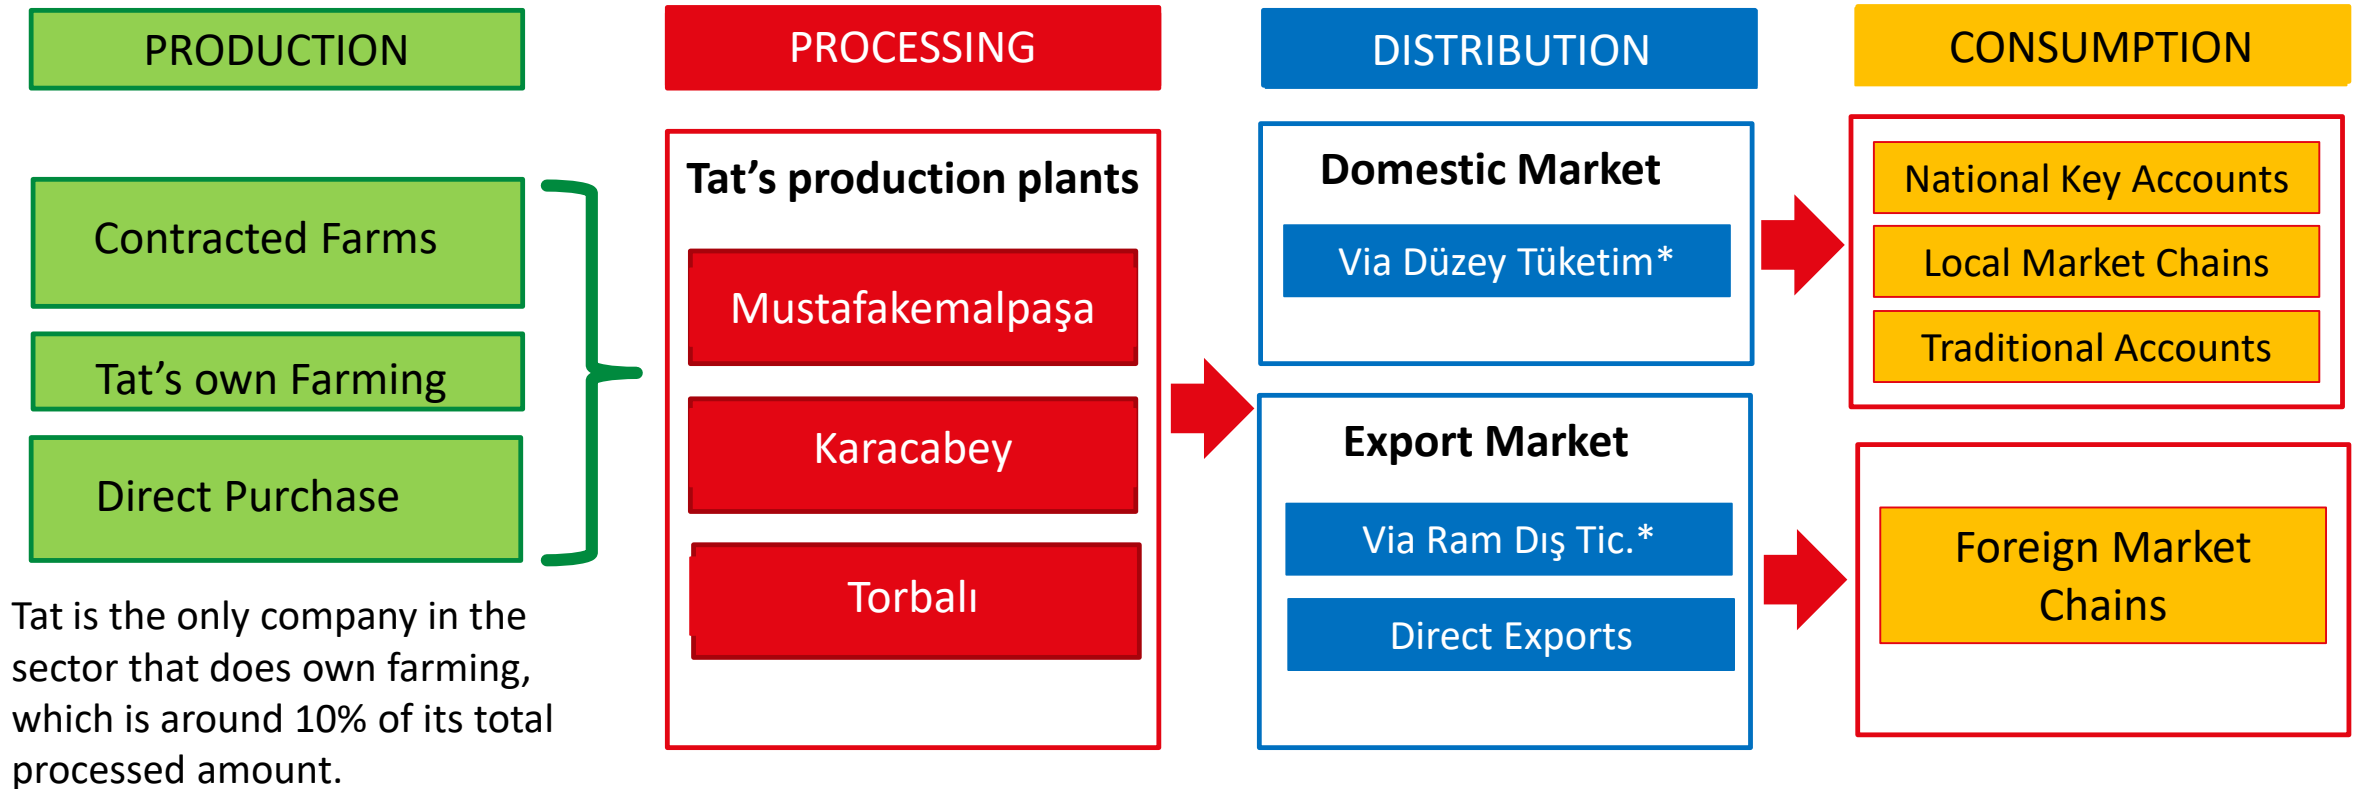 PRODUCTION
Contracted Farms
Tat’s own Farming
Direct Purchase
Tat is the only company in the
sector that does own farming,
which is around 10% of its total
processed amount.
PROCESSING
Tat’s production plants
Mustafakemalpaşa
Karacabey
Torbalı
DISTRIBUTION
Domestic Market
Via Düzey Tüketim*
Export Market
Via Ram Dış Tic.*
Direct Exports
CONSUMPTION
National Key Accounts
Local Market Chains
Traditional Accounts
Foreign Market
Chains